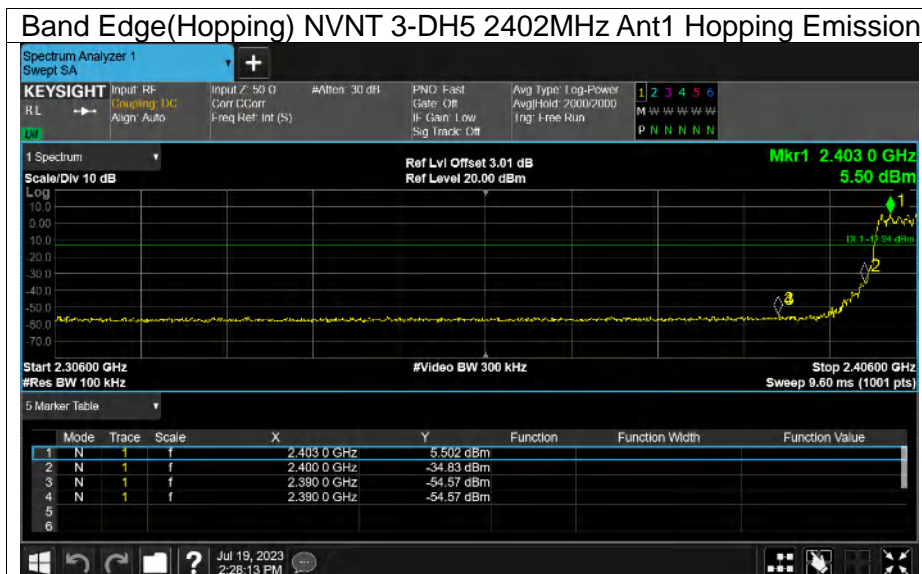 Band Edge(Hopping) NVNT 3-DH5 2402MHz Ant1 Hopping Emission
Spectrum Analyzer 1
Swept SA
+
KEYSIGHT Input: RF Input Z: 50 Ω #Atten: 30 dB PNO: Fast Avg Type: Log-Power 1 2 3 4 5 6
RL Coupling: DC Corr CCorr Gate: Off Avg|Hold: 2000/2000 M W W W W W
Align: Auto Freq Ref: Int (S) IF Gain: Low Trig: Free Run
Sig Track: Off P N N N N N
1 Spectrum Ref Lvl Offset 3.01 dB Mkr1 2.403 0 GHz
Scale/Div 10 dB Ref Level 20.00 dBm 5.50 dBm
Log
10.0
0.00
10.0
-20.0
-30.0
-40.0
-50.0
-60.0
-70.0
1
DL1 -12.94 dBm
2
Start 2.30600 GHz #Video BW 300 kHz Stop 2.40600 GHz
#Res BW 100 kHz Sweep 9.60 ms (1001 pts)
5 Marker Table
Mode Trace Scale X Y Function Function Width Function Value
1 N 1 f 2.403 0 GHz 5.502 dBm
2 N 1 f 2.400 0 GHz -34.83 dBm
3 N 1 f 2.390 0 GHz -54.57 dBm
4 N 1 f 2.390 0 GHz -54.57 dBm
5
6
? Jul 19, 2023
2:28:13 PM